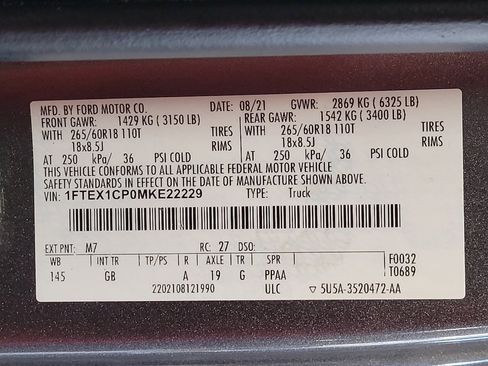 MFD. BY FORD MOTOR CO. DATE: 08/21 GVWR: 2869 KG ( 6325 LB)
FRONT GAWR: 1429 KG ( 3150 LB) REAR GAWR: 1542 KG ( 3400 LB)
WITH 265/60R18 110T TIRES WITH 265/60R18 110T TIRES
18x8.5J RIMS 18x8.5J RIMS
AT 250 kPa/ 36 PSI COLD AT 250 kPa/ 36 PSI COLD
THIS VEHICLE CONFORMS TO ALL APPLICABLE FEDERAL MOTOR VEHICLE
SAFETY STANDARDS IN EFFECT ON THE DATE OF MANUFACTURE SHOWN ABOVE.
VIN: 1FTEX1CP0MKE22229 TYPE: Truck
EXT PNT: M7 RC: 27 DSO:
WB INT TR TP/PS R AXLE TR SPR F0032
145 GB A 19 G PPAA T0689
2202108121990 ULC ▽ 5U5A-3520472-AA